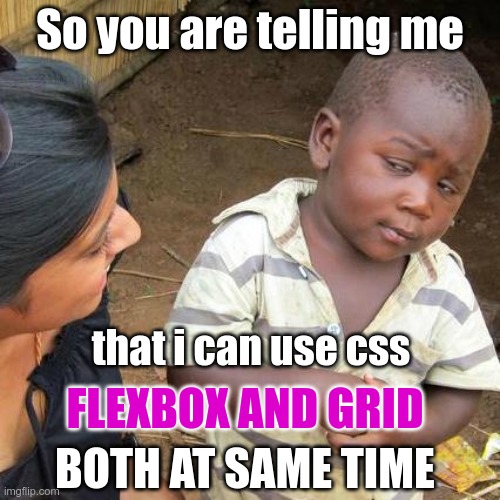 So you are telling me
that i can use css
FLEXBOX AND GRID
BOTH AT SAME TIME
imgflip.com